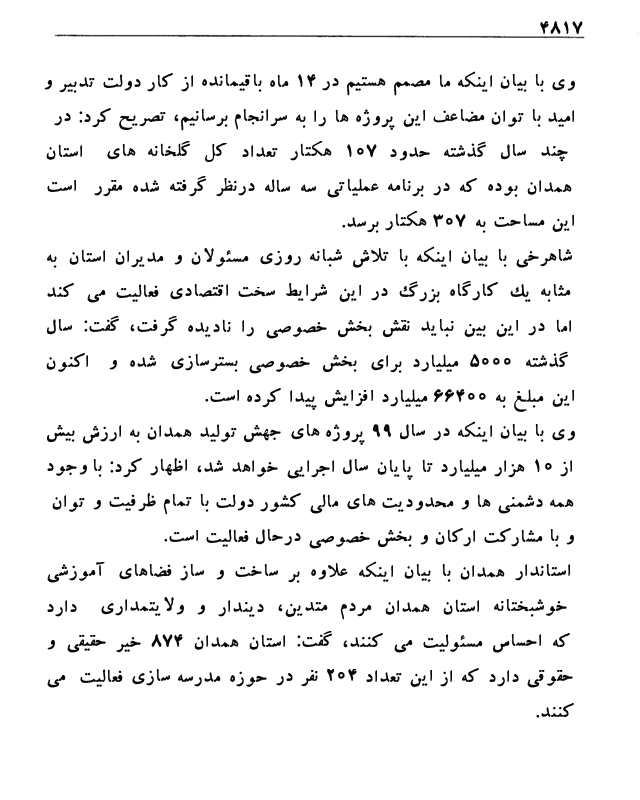 ۴۸۱۷
وی با بیان اینکه ما مصمم هستیم در ۱۴ ماه باقیمانده از کار دولت تدبیر و
امید با توان مضاعف این پروژه ها را به سرانجام برسانیم، تصریح کرد: در
چند سال گذشته حدود ۱۰۷ هکتار تعداد کل گلخانه های استان
همدان بوده که در برنامه عملیاتی سه ساله درنظر گرفته شده مقرر است
این مساحت به ۳۰۷ هکتار برسد.
شاهرخی با بیان اینکه با تلاش شبانه روزی مسئولان و مدیران استان به
مثابه یك کارگاه بزرگ در این شرایط سخت اقتصادی فعالیت می کند
اما در این بین نباید نقش بخش خصوصی را نادیده گرفت، گفت: سال
گذشته ۵۰۰۰ میلیارد برای بخش خصوصی بسترسازی شده و اکنون
این مبلغ به ۶۶۴۰۰ میلیارد افزایش پیدا کرده است.
وی با بیان اینکه در سال ۹۹ پروژه های جهش تولید همدان به ارزش بیش
از ۱۰ هزار میلیارد تا پایان سال اجرایی خواهد شد، اظهار کرد: با وجود
همه دشمنی ها و محدودیت های مالی کشور دولت با تمام ظرفیت و توان
و با مشارکت ارکان و بخش خصوصی درحال فعالیت است.
استاندار همدان با بیان اینکه علاوه بر ساخت و ساز فضاهای آموزشی
خوشبختانه استان همدان مردم متدین، دیندار و ولایتمداری دارد
که احساس مسئولیت می کنند، گفت: استان همدان ۸۷۴ خیر حقیقی و
حقوقی دارد که از این تعداد ۲۰۴ نفر در حوزه مدرسه سازی فعالیت می
کنند.